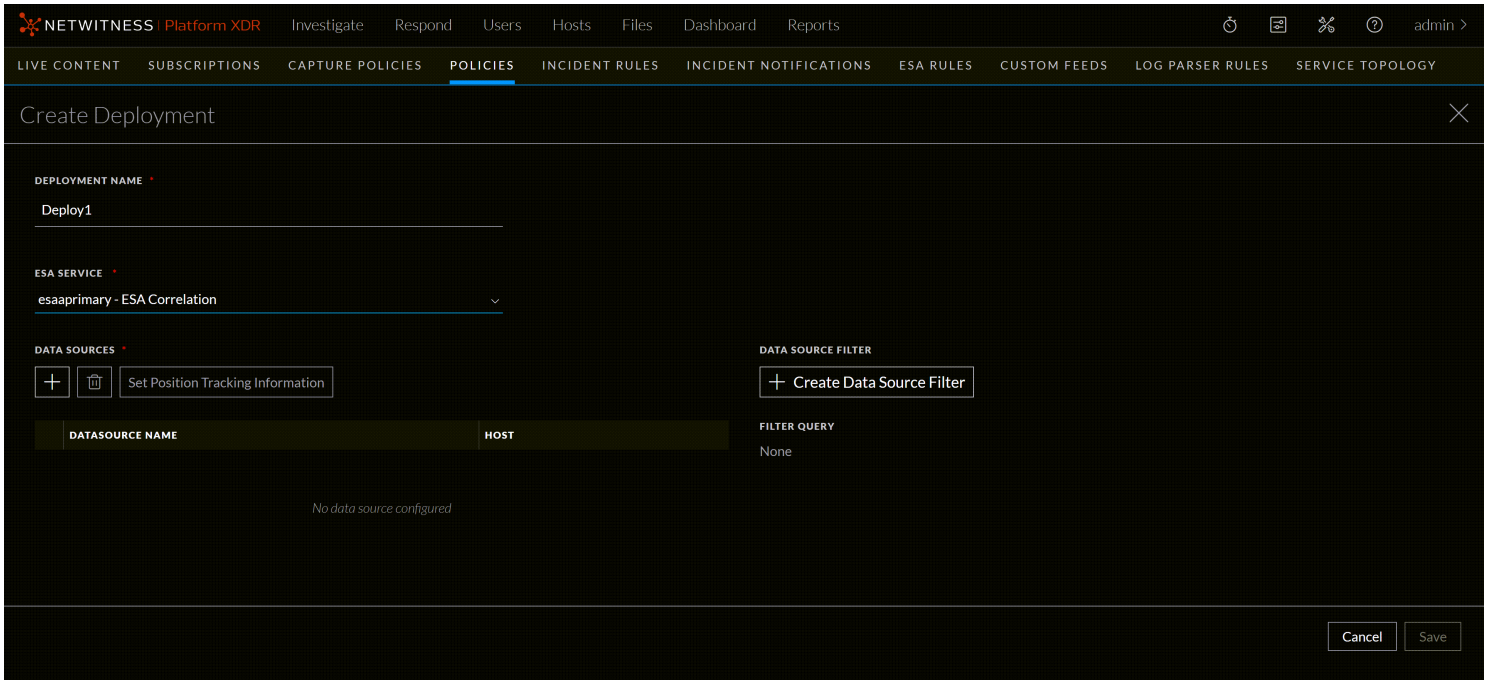 NETWITNESS | Platform XDR Investigate Respond Users Hosts Files Dashboard Reports admin
LIVE CONTENT SUBSCRIPTIONS CAPTURE POLICIES POLICIES INCIDENT RULES INCIDENT NOTIFICATIONS ESA RULES CUSTOM FEEDS LOG PARSER RULES SERVICE TOPOLOGY
Create Deployment
DEPLOYMENT NAME *
Deploy1
ESA SERVICE *
esaaprimary - ESA Correlation
DATA SOURCES * DATA SOURCE FILTER
Set Position Tracking Information + Create Data Source Filter
FILTER QUERY
DATASOURCE NAME HOST
None
No data source configured
Cancel Save